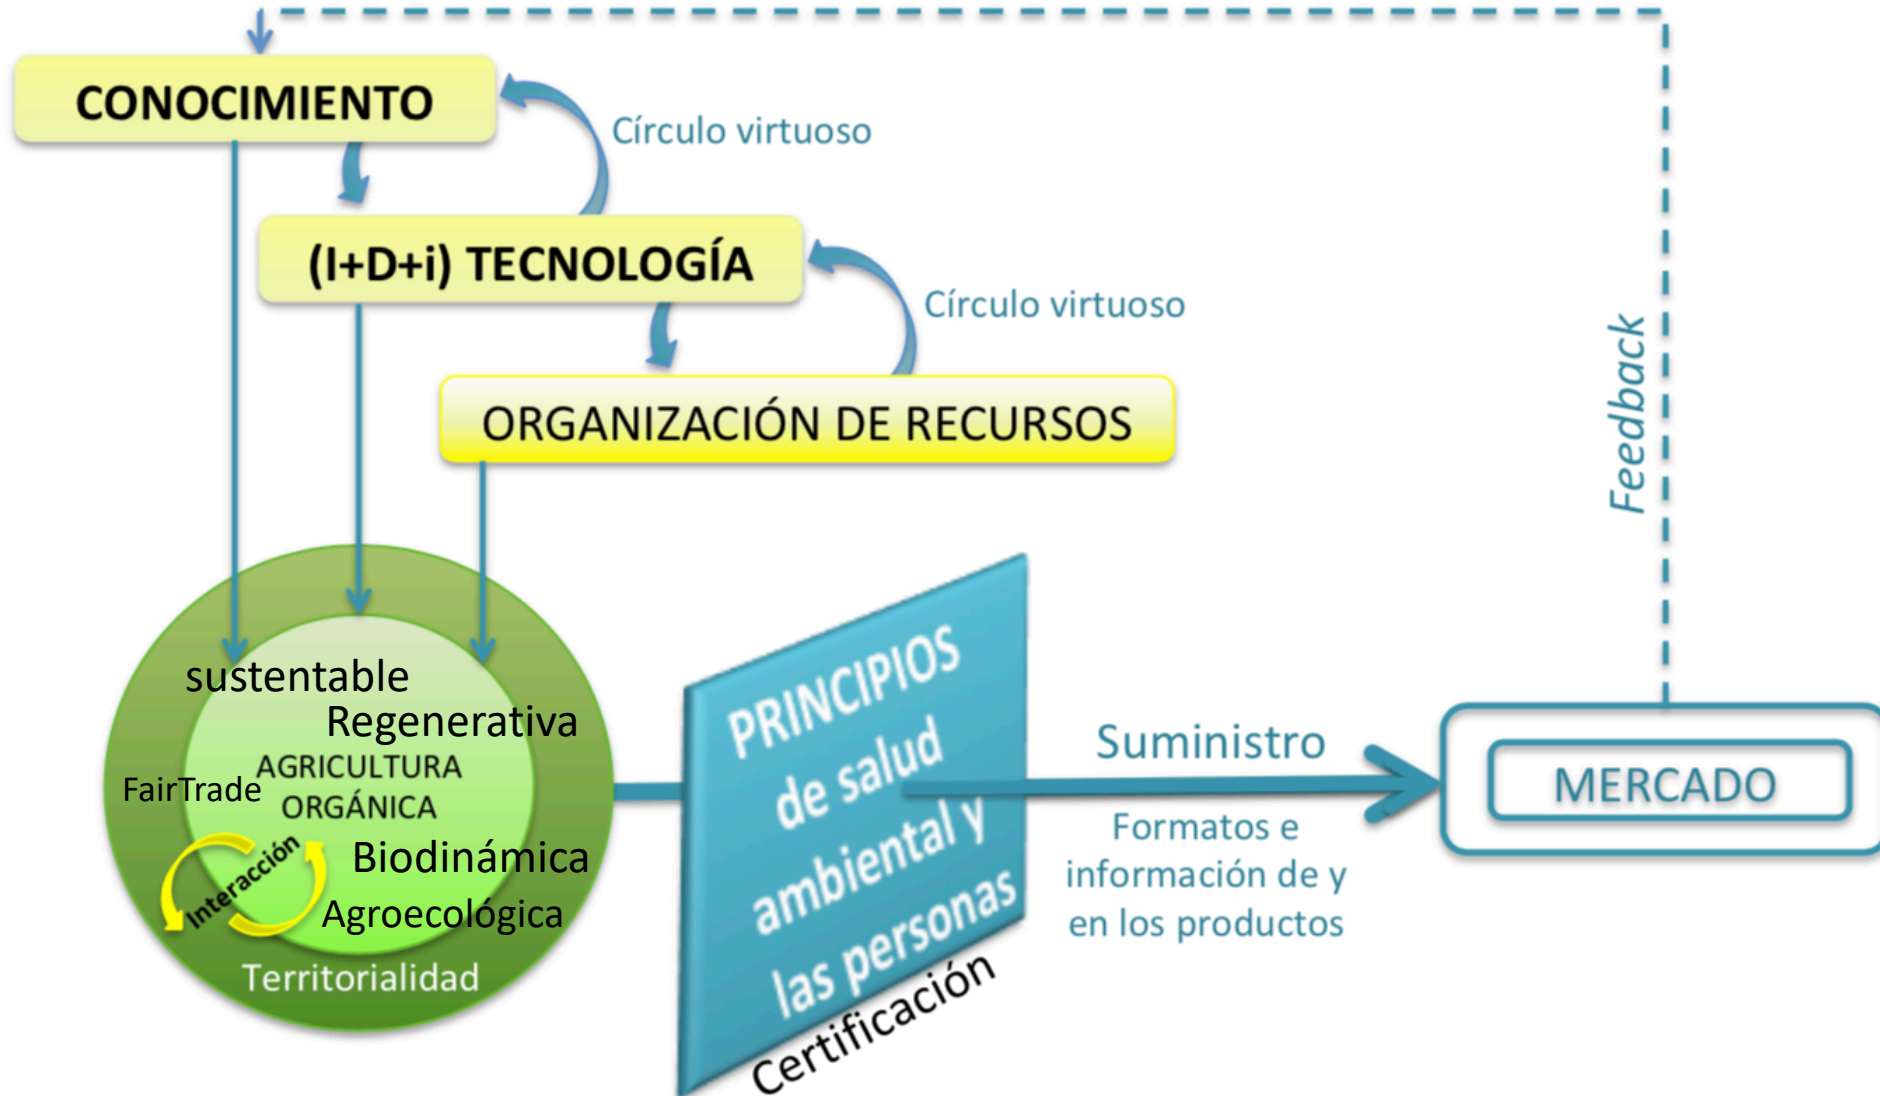 CONOCIMIENTO
Círculo virtuoso
(I+D+i) TECNOLOGÍA
Círculo virtuoso
ORGANIZACIÓN DE RECURSOS
Feedback
sustentable
Regenerativa
AGRICULTURA
ORGÁNICA
FairTrade
Biodinámica
Interacción
Agroecológica
Territorialidad
PRINCIPIOS
de salud
ambiental y
las personas
Certificación
Suministro
Formatos e
información de y
en los productos
MERCADO